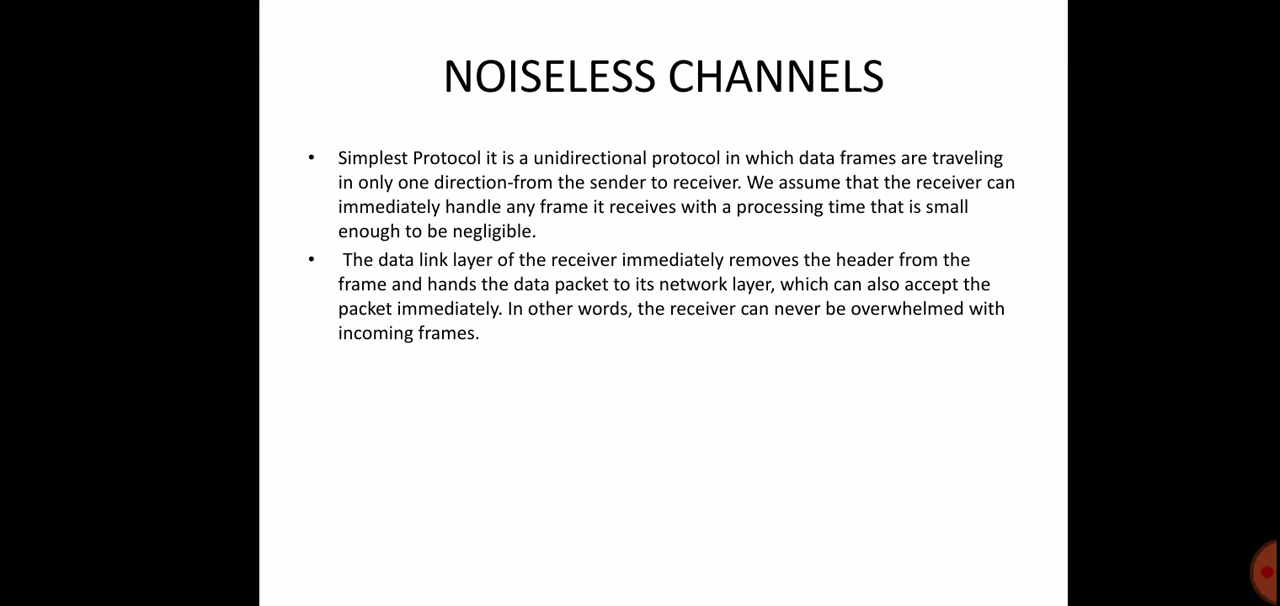 NOISELESS CHANNELS
• Simplest Protocol it is a unidirectional protocol in which data frames are traveling
in only one direction-from the sender to receiver. We assume that the receiver can
immediately handle any frame it receives with a processing time that is small
enough to be negligible.
• The data link layer of the receiver immediately removes the header from the
frame and hands the data packet to its network layer, which can also accept the
packet immediately. In other words, the receiver can never be overwhelmed with
incoming frames.